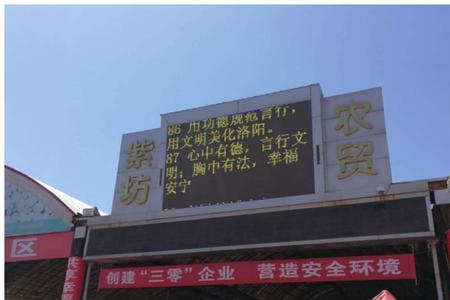 紫坊
86 用功德规范言行，
用文明美化洛阳。
87 心中有德，言行文
明；胸中有法，幸福
安宁
农贸
区
创建“三零”企业 营造安全环境